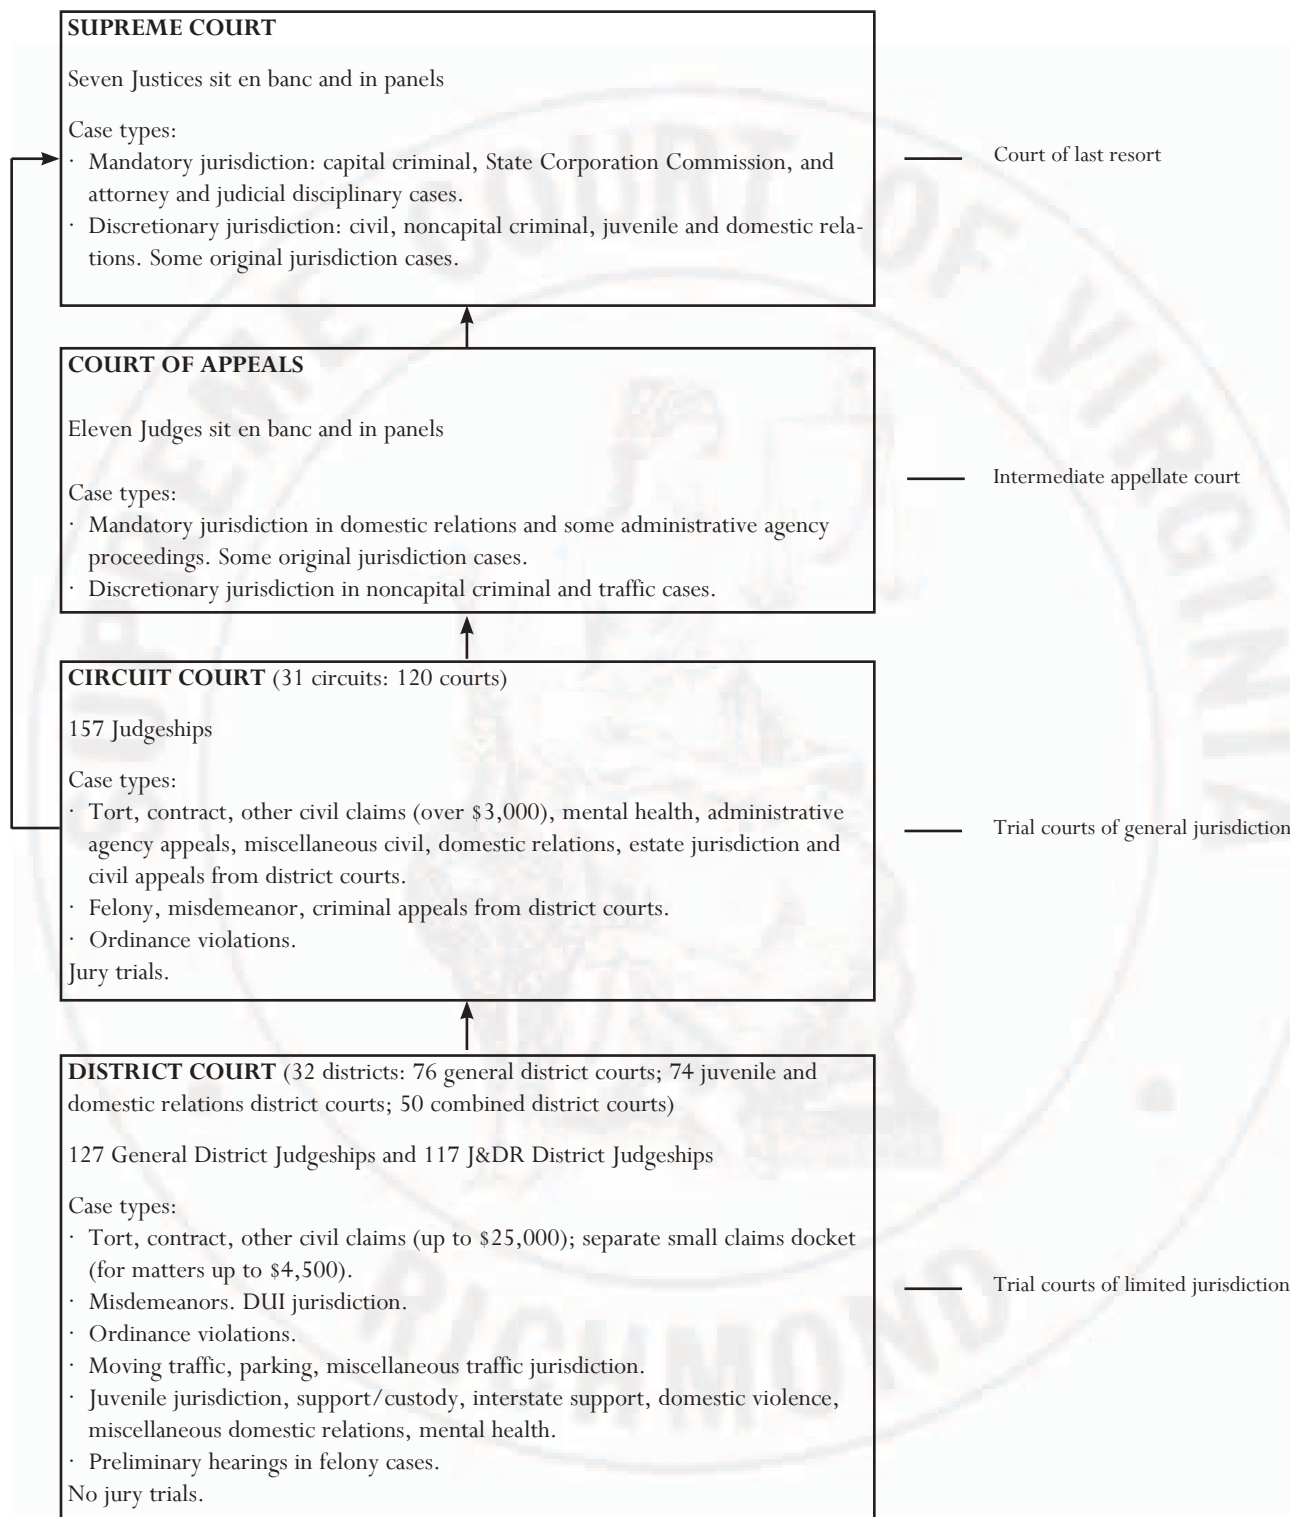 SUPREME COURT
Seven Justices sit en banc and in panels
Case types:
· Mandatory jurisdiction: capital criminal, State Corporation Commission, and
attorney and judicial disciplinary cases.
· Discretionary jurisdiction: civil, noncapital criminal, juvenile and domestic rela-
tions. Some original jurisdiction cases.
Court of last resort
COURT OF APPEALS
Eleven Judges sit en banc and in panels
Case types:
· Mandatory jurisdiction in domestic relations and some administrative agency
proceedings. Some original jurisdiction cases.
· Discretionary jurisdiction in noncapital criminal and traffic cases.
Intermediate appellate court
CIRCUIT COURT (31 circuits: 120 courts)
157 Judgeships
Case types:
· Tort, contract, other civil claims (over $3,000), mental health, administrative
agency appeals, miscellaneous civil, domestic relations, estate jurisdiction and
civil appeals from district courts.
· Felony, misdemeanor, criminal appeals from district courts.
· Ordinance violations.
Jury trials.
Trial courts of general jurisdiction
DISTRICT COURT (32 districts: 76 general district courts; 74 juvenile and
domestic relations district courts; 50 combined district courts)
127 General District Judgeships and 117 J&DR District Judgeships
Case types:
· Tort, contract, other civil claims (up to $25,000); separate small claims docket
(for matters up to $4,500).
· Misdemeanors. DUI jurisdiction.
· Ordinance violations.
· Moving traffic, parking, miscellaneous traffic jurisdiction.
· Juvenile jurisdiction, support/custody, interstate support, domestic violence,
miscellaneous domestic relations, mental health.
· Preliminary hearings in felony cases.
No jury trials.
Trial courts of limited jurisdiction
SUPREME COURT OF VIRGINIA
RICHMOND